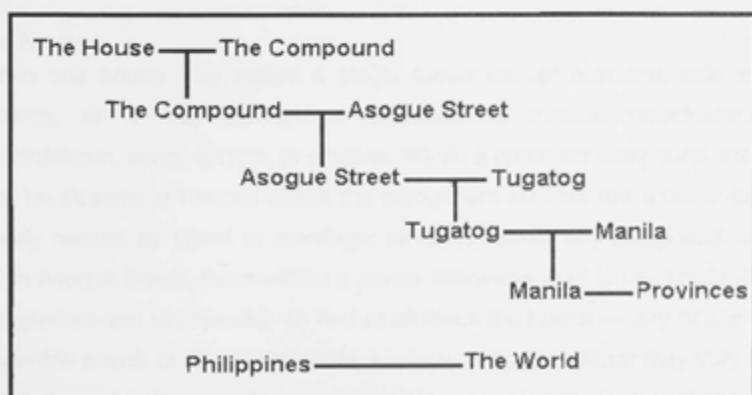 The House The Compound
The Compound Asogue Street
Asogue Street Tugatog
Tugatog Manila
Manila Provinces
Philippines The World